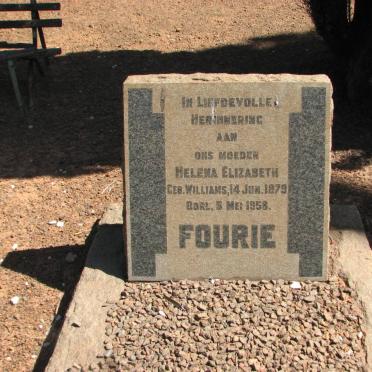 In Liefdevolle
Herinnering
aan
ons moeder
Helena Elizabeth
Geb. Williams, 14 Jun. 1879
Oorl. 5 Mei 1958.
FOURIE